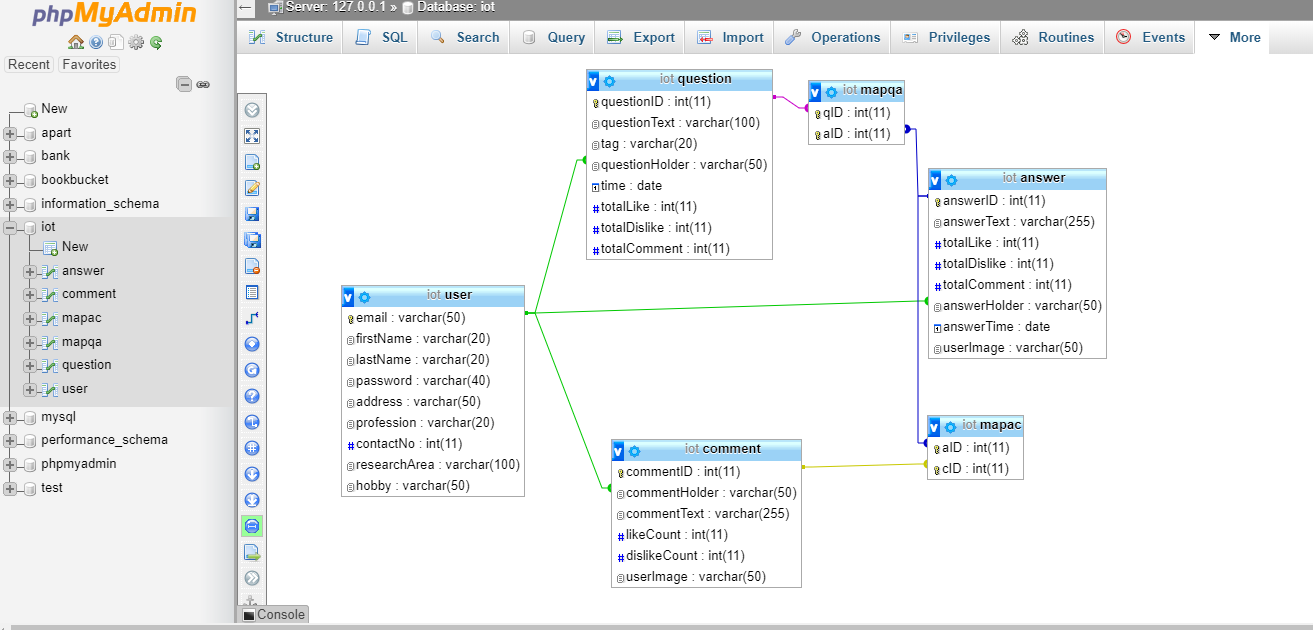 phpMyAdmin
Recent Favorites
New
apart
bank
bookbucket
information_schema
iot
New
answer
comment
mapac
mapqa
question
user
mysql
performance_schema
phpmyadmin
test
Server: 127.0.0.1 » Database: iot
Structure SQL Search Query Export Import Operations Privileges Routines Events More
iot question
questionID : int(11)
questionText : varchar(100)
tag : varchar(20)
questionHolder : varchar(50)
time : date
totalLike : int(11)
totalDislike : int(11)
totalComment : int(11)
iot mapqa
qID : int(11)
aID : int(11)
iot answer
answerID : int(11)
answerText : varchar(255)
totalLike : int(11)
totalDislike : int(11)
totalComment : int(11)
answerHolder : varchar(50)
answerTime : date
userImage : varchar(50)
iot user
email : varchar(50)
firstName : varchar(20)
lastName : varchar(20)
password : varchar(40)
address : varchar(50)
profession : varchar(20)
contactNo : int(11)
researchArea : varchar(100)
hobby : varchar(50)
iot comment
commentID : int(11)
commentHolder : varchar(50)
commentText : varchar(255)
likeCount : int(11)
dislikeCount : int(11)
userImage : varchar(50)
iot mapac
aID : int(11)
cID : int(11)
Console